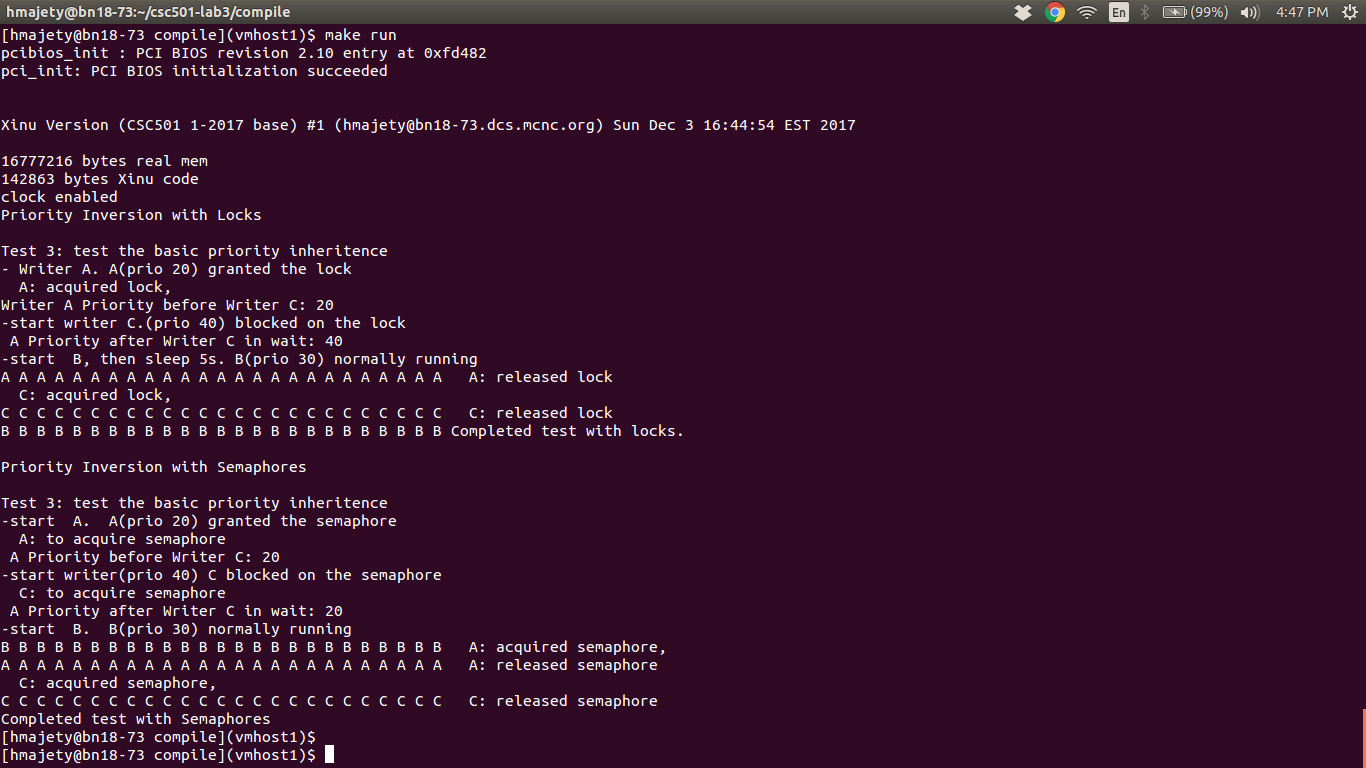 hmajety@bn18-73:~/csc501-lab3/compile En (99%) 4:47 PM
[hmajety@bn18-73 compile](vmhost1)$ make run
pcibios_init : PCI BIOS revision 2.10 entry at 0xfd482
pci_init: PCI BIOS initialization succeeded
Xinu Version (CSC501 1-2017 base) #1 (hmajety@bn18-73.dcs.mcnc.org) Sun Dec 3 16:44:54 EST 2017
16777216 bytes real mem
142863 bytes Xinu code
clock enabled
Priority Inversion with Locks
Test 3: test the basic priority inheritence
- Writer A. A(prio 20) granted the lock
  A: acquired lock,
Writer A Priority before Writer C: 20
-start writer C.(prio 40) blocked on the lock
 A Priority after Writer C in wait: 40
-start  B, then sleep 5s. B(prio 30) normally running
A A A A A A A A A A A A A A A A A A A A A A A A A   A: released lock
  C: acquired lock,
C C C C C C C C C C C C C C C C C C C C C C C C C   C: released lock
B B B B B B B B B B B B B B B B B B B B B B B B B Completed test with locks.
Priority Inversion with Semaphores
Test 3: test the basic priority inheritence
-start  A.  A(prio 20) granted the semaphore
  A: to acquire semaphore
 A Priority before Writer C: 20
-start writer(prio 40) C blocked on the semaphore
  C: to acquire semaphore
 A Priority after Writer C in wait: 20
-start  B.  B(prio 30) normally running
B B B B B B B B B B B B B B B B B B B B B B B B B   A: acquired semaphore,
A A A A A A A A A A A A A A A A A A A A A A A A A   A: released semaphore
  C: acquired semaphore,
C C C C C C C C C C C C C C C C C C C C C C C C C   C: released semaphore
Completed test with Semaphores
[hmajety@bn18-73 compile](vmhost1)$
[hmajety@bn18-73 compile](vmhost1)$